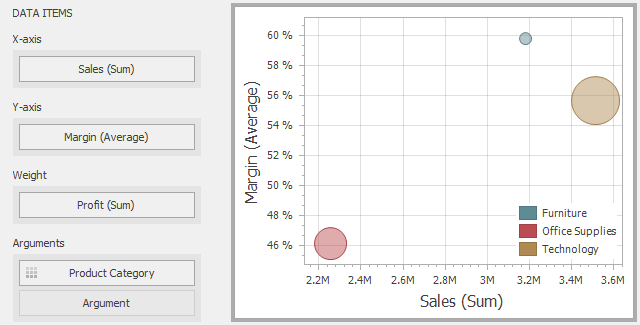 DATA ITEMS
X-axis
Sales (Sum)
Y-axis
Margin (Average)
Weight
Profit (Sum)
Arguments
Product Category
Argument
Margin (Average)
60 %
58 %
56 %
54 %
52 %
50 %
48 %
46 %
Furniture
Office Supplies
Technology
2.2M 2.4M 2.6M 2.8M 3M 3.2M 3.4M 3.6M
Sales (Sum)